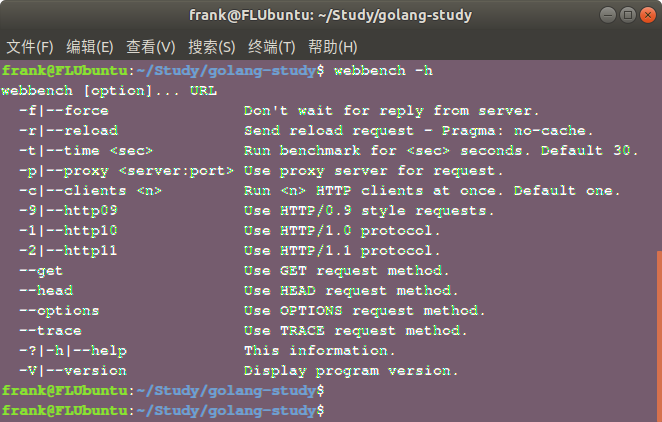 frank@FLUbuntu: ~/Study/golang-study
文件(F) 编辑(E) 查看(V) 搜索(S) 终端(T) 帮助(H)
frank@FLUbuntu:~/Study/golang-study$ webbench -h
webbench [option]... URL
  -f|--force               Don't wait for reply from server.
  -r|--reload              Send reload request - Pragma: no-cache.
  -t|--time <sec>          Run benchmark for <sec> seconds. Default 30.
  -p|--proxy <server:port> Use proxy server for request.
  -c|--clients <n>         Run <n> HTTP clients at once. Default one.
  -9|--http09              Use HTTP/0.9 style requests.
  -1|--http10              Use HTTP/1.0 protocol.
  -2|--http11              Use HTTP/1.1 protocol.
  --get                    Use GET request method.
  --head                   Use HEAD request method.
  --options                Use OPTIONS request method.
  --trace                  Use TRACE request method.
  -?|-h|--help             This information.
  -V|--version             Display program version.
frank@FLUbuntu:~/Study/golang-study$
frank@FLUbuntu:~/Study/golang-study$